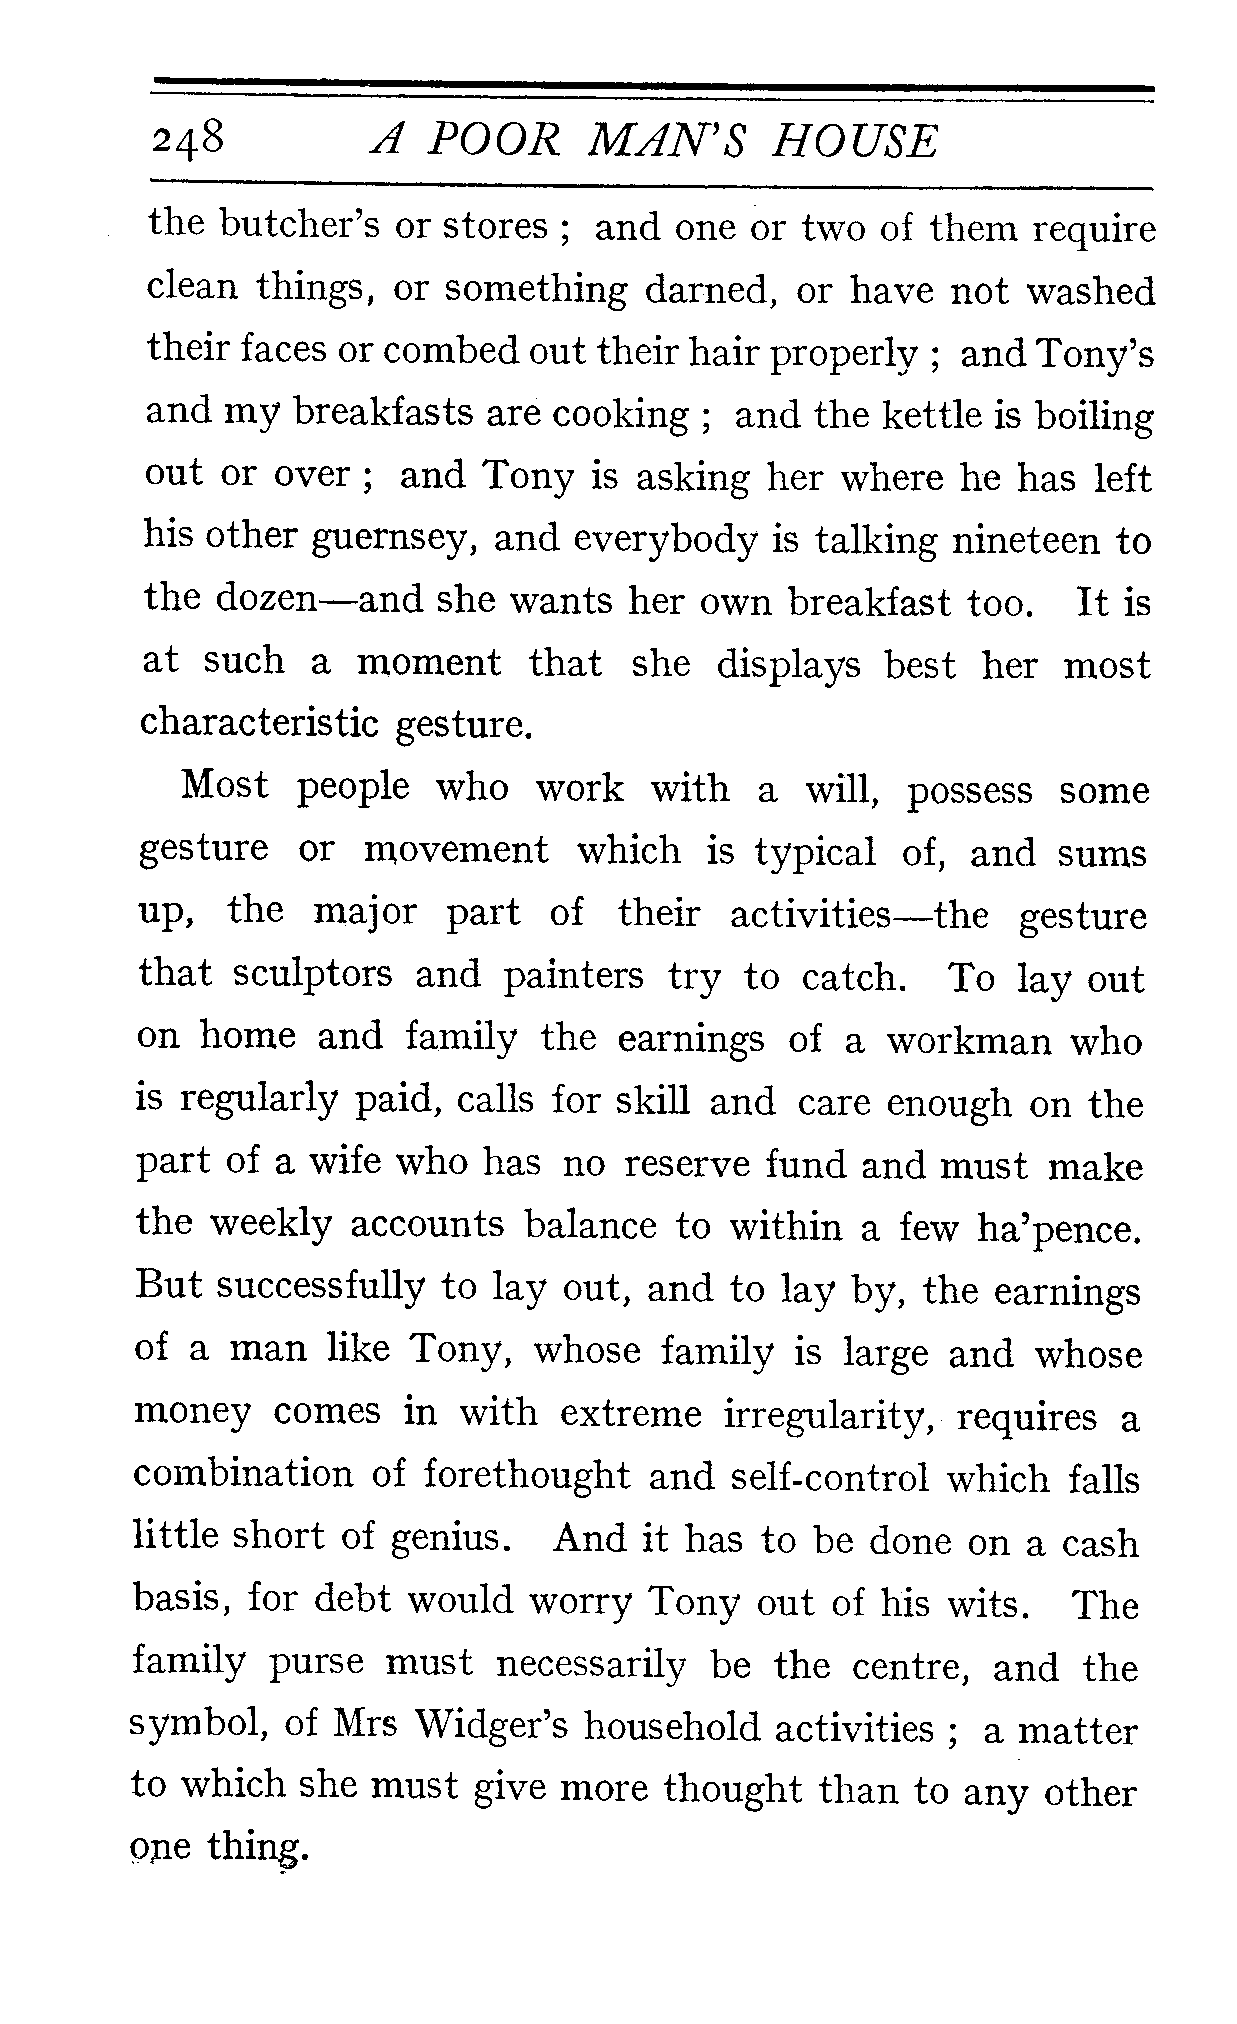 248 A POOR MAN'S HOUSE
the butcher's or stores ; and one or two of them require
clean things, or something darned, or have not washed
their faces or combed out their hair properly ; and Tony's
and my breakfasts are cooking ; and the kettle is boiling
out or over ; and Tony is asking her where he has left
his other guernsey, and everybody is talking nineteen to
the dozen—and she wants her own breakfast too. It is
at such a moment that she displays best her most
characteristic gesture.
Most people who work with a will, possess some
gesture or movement which is typical of, and sums
up, the major part of their activities—the gesture
that sculptors and painters try to catch. To lay out
on home and family the earnings of a workman who
is regularly paid, calls for skill and care enough on the
part of a wife who has no reserve fund and must make
the weekly accounts balance to within a few ha'pence.
But successfully to lay out, and to lay by, the earnings
of a man like Tony, whose family is large and whose
money comes in with extreme irregularity, requires a
combination of forethought and self-control which falls
little short of genius. And it has to be done on a cash
basis, for debt would worry Tony out of his wits. The
family purse must necessarily be the centre, and the
symbol, of Mrs Widger's household activities ; a matter
to which she must give more thought than to any other
one thing.